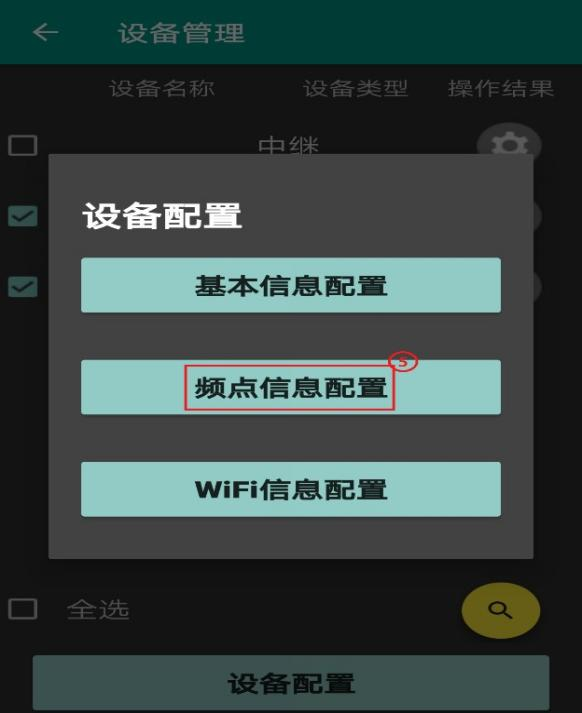 设备管理
设备名称 设备类型 操作结果
中继
设备配置
基本信息配置
⑤
频点信息配置
WiFi信息配置
全选
设备配置